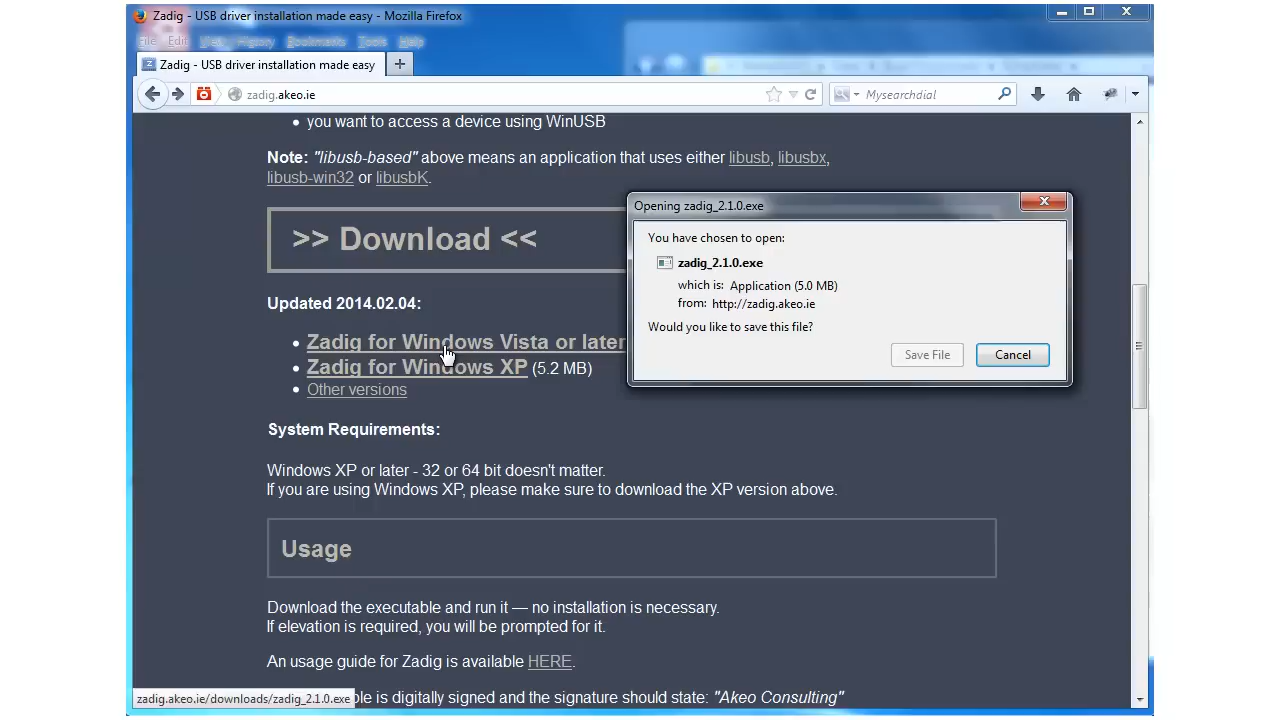 Zadig - USB driver installation made easy - Mozilla Firefox
File Edit View History Bookmarks Tools Help
Zadig - USB driver installation made easy
zadig.akeo.ie
Mysearchdial
you want to access a device using WinUSB
Note: "libusb-based" above means an application that uses either libusb, libusbx,
libusb-win32 or libusbK.
>> Download <<
Updated 2014.02.04:
Zadig for Windows Vista or later
Zadig for Windows XP (5.2 MB)
Other versions
Opening zadig_2.1.0.exe
You have chosen to open:
zadig_2.1.0.exe
which is: Application (5.0 MB)
from: http://zadig.akeo.ie
Would you like to save this file?
Save File
Cancel
System Requirements:
Windows XP or later - 32 or 64 bit doesn't matter.
If you are using Windows XP, please make sure to download the XP version above.
Usage
Download the executable and run it — no installation is necessary.
If elevation is required, you will be prompted for it.
An usage guide for Zadig is available HERE.
zadig.akeo.ie/downloads/zadig_2.1.0.exe
is digitally signed and the signature should state: "Akeo Consulting"